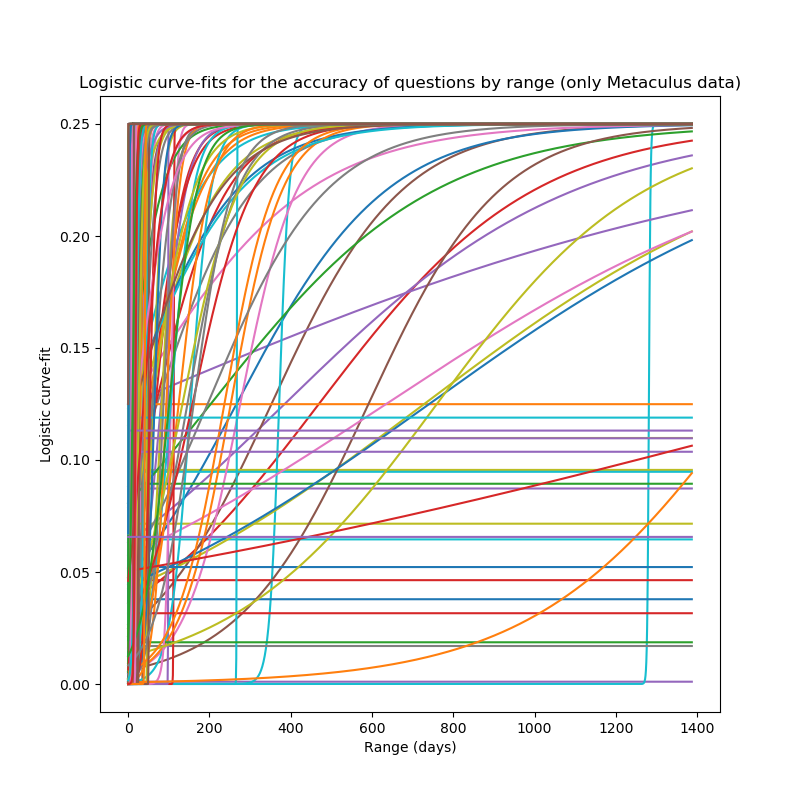 Logistic curve-fits for the accuracy of questions by range (only Metaculus data)
0.25
0.20
0.15
0.10
0.05
0.00
Logistic curve-fit
0 200 400 600 800 1000 1200 1400
Range (days)